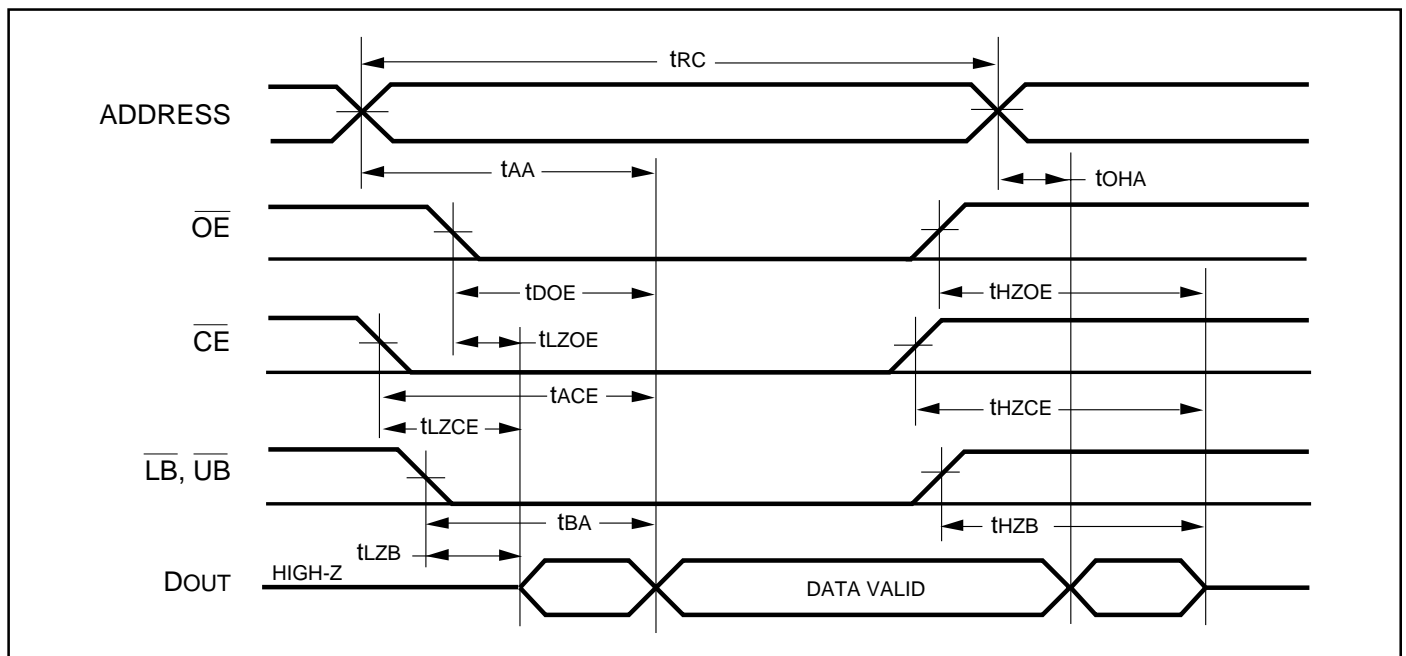 tRC
ADDRESS
tAA
tOHA
OE
tDOE
tHZOE
CE
tLZOE
tACE
tHZCE
tLZCE
LB, UB
tBA
tHZB
tLZB
DOUT
HIGH-Z
DATA VALID